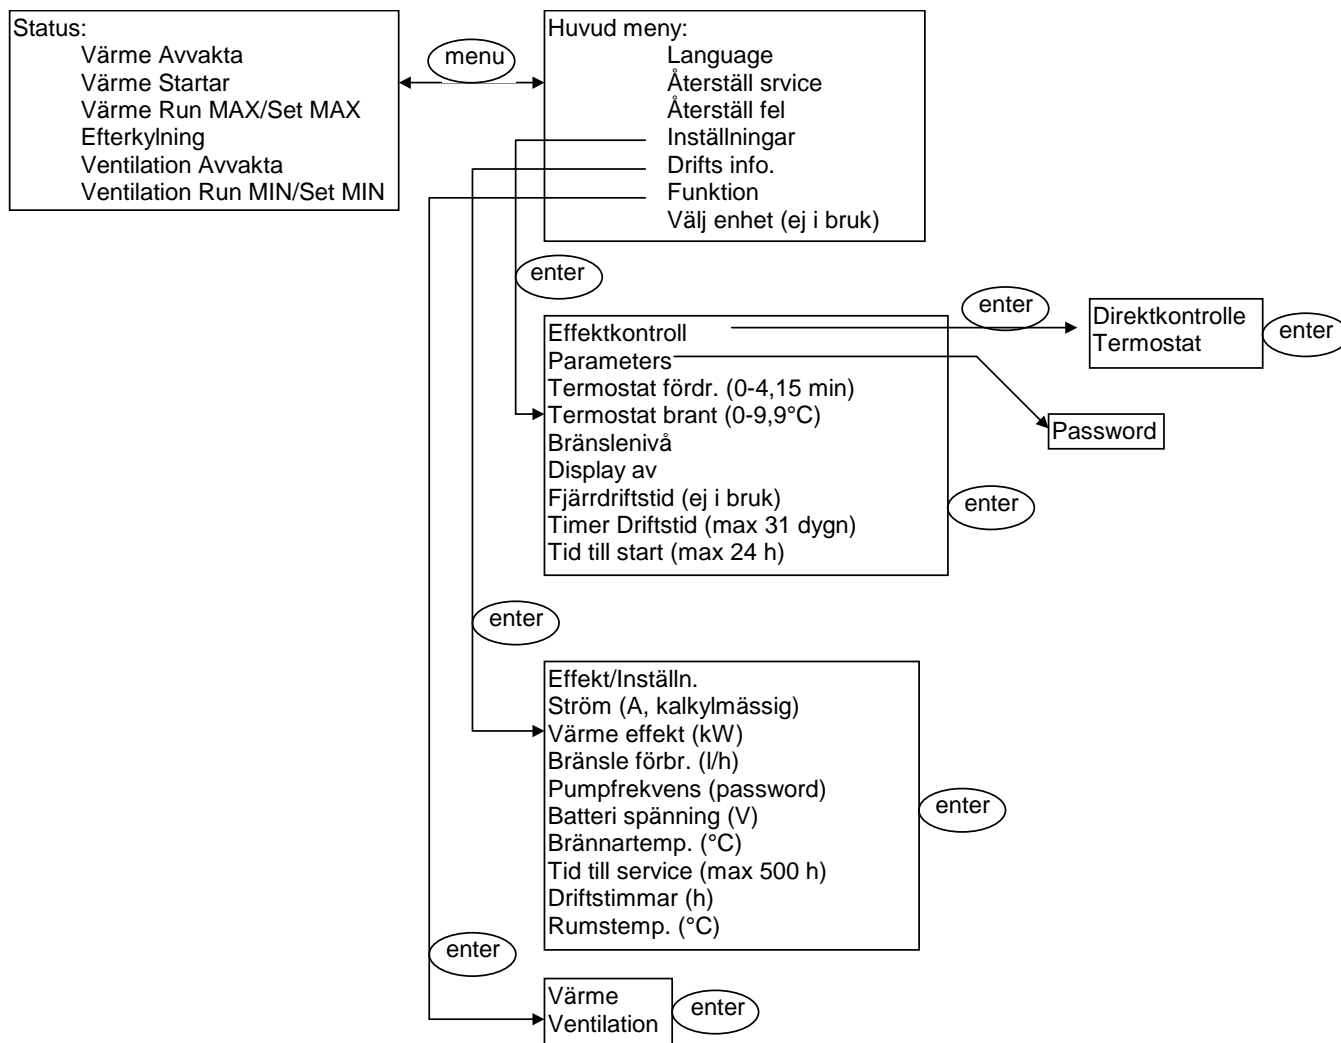 Status:
Värme Avvakta
Värme Startar
Värme Run MAX/Set MAX
Efterkylning
Ventilation Avvakta
Ventilation Run MIN/Set MIN
menu
Huvud meny:
Language
Återställ srvice
Återställ fel
Inställningar
Drifts info.
Funktion
Välj enhet (ej i bruk)
enter
Effektkontroll
Parameters
Termostat fördr. (0-4,15 min)
Termostat brant (0-9,9°C)
Bränslenivå
Display av
Fjärrdriftstid (ej i bruk)
Timer Driftstid (max 31 dygn)
Tid till start (max 24 h)
enter
Direktkontrolle
Termostat
enter
Password
enter
enter
Effekt/Inställn.
Ström (A, kalkylmässig)
Värme effekt (kW)
Bränsle förbr. (l/h)
Pumpfrekvens (password)
Batteri spänning (V)
Brännartemp. (°C)
Tid till service (max 500 h)
Driftstimmar (h)
Rumstemp. (°C)
enter
enter
Värme
Ventilation
enter